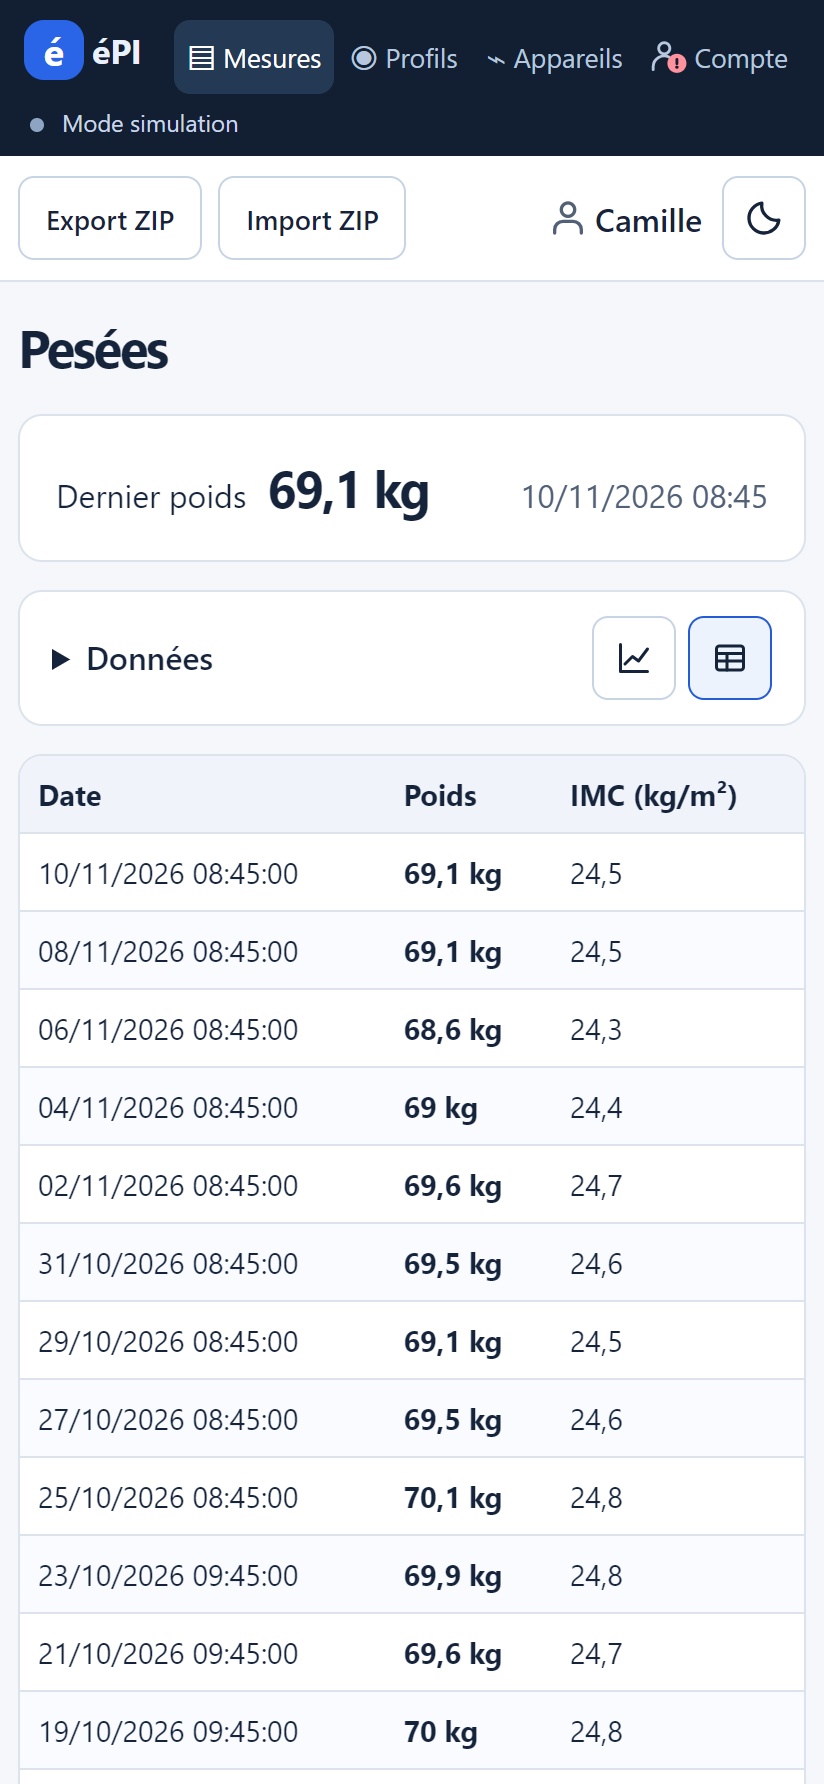 é éPI Mesures Profils Appareils ! Compte
Mode simulation
Export ZIP Import ZIP Camille
Pesées
Dernier poids 69,1 kg 10/11/2026 08:45
Données
Date Poids IMC (kg/m²)
10/11/2026 08:45:00 69,1 kg 24,5
08/11/2026 08:45:00 69,1 kg 24,5
06/11/2026 08:45:00 68,6 kg 24,3
04/11/2026 08:45:00 69 kg 24,4
02/11/2026 08:45:00 69,6 kg 24,7
31/10/2026 08:45:00 69,5 kg 24,6
29/10/2026 08:45:00 69,1 kg 24,5
27/10/2026 08:45:00 69,5 kg 24,6
25/10/2026 08:45:00 70,1 kg 24,8
23/10/2026 09:45:00 69,9 kg 24,8
21/10/2026 09:45:00 69,6 kg 24,7
19/10/2026 09:45:00 70 kg 24,8